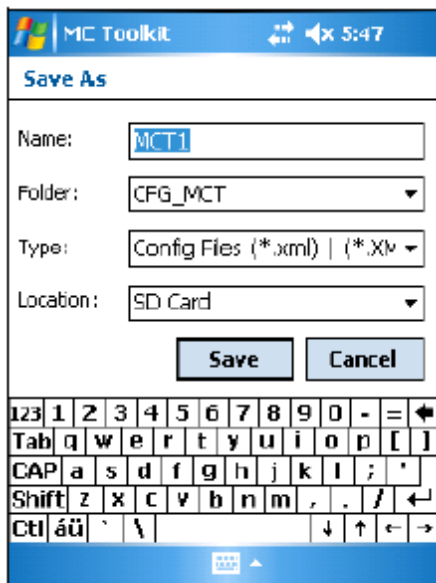 MC Toolkit 5:47
Save As
Name: MCT1
Folder: CFG_MCT
Type: Config Files (*.xml) | (*.XM
Location: SD Card
Save Cancel
123 1 2 3 4 5 6 7 8 9 0 - =
Tab q w e r t y u i o p [ ]
CAP a s d f g h j k l ; '
Shift z x c v b n m , . /
Ctl áü ` \